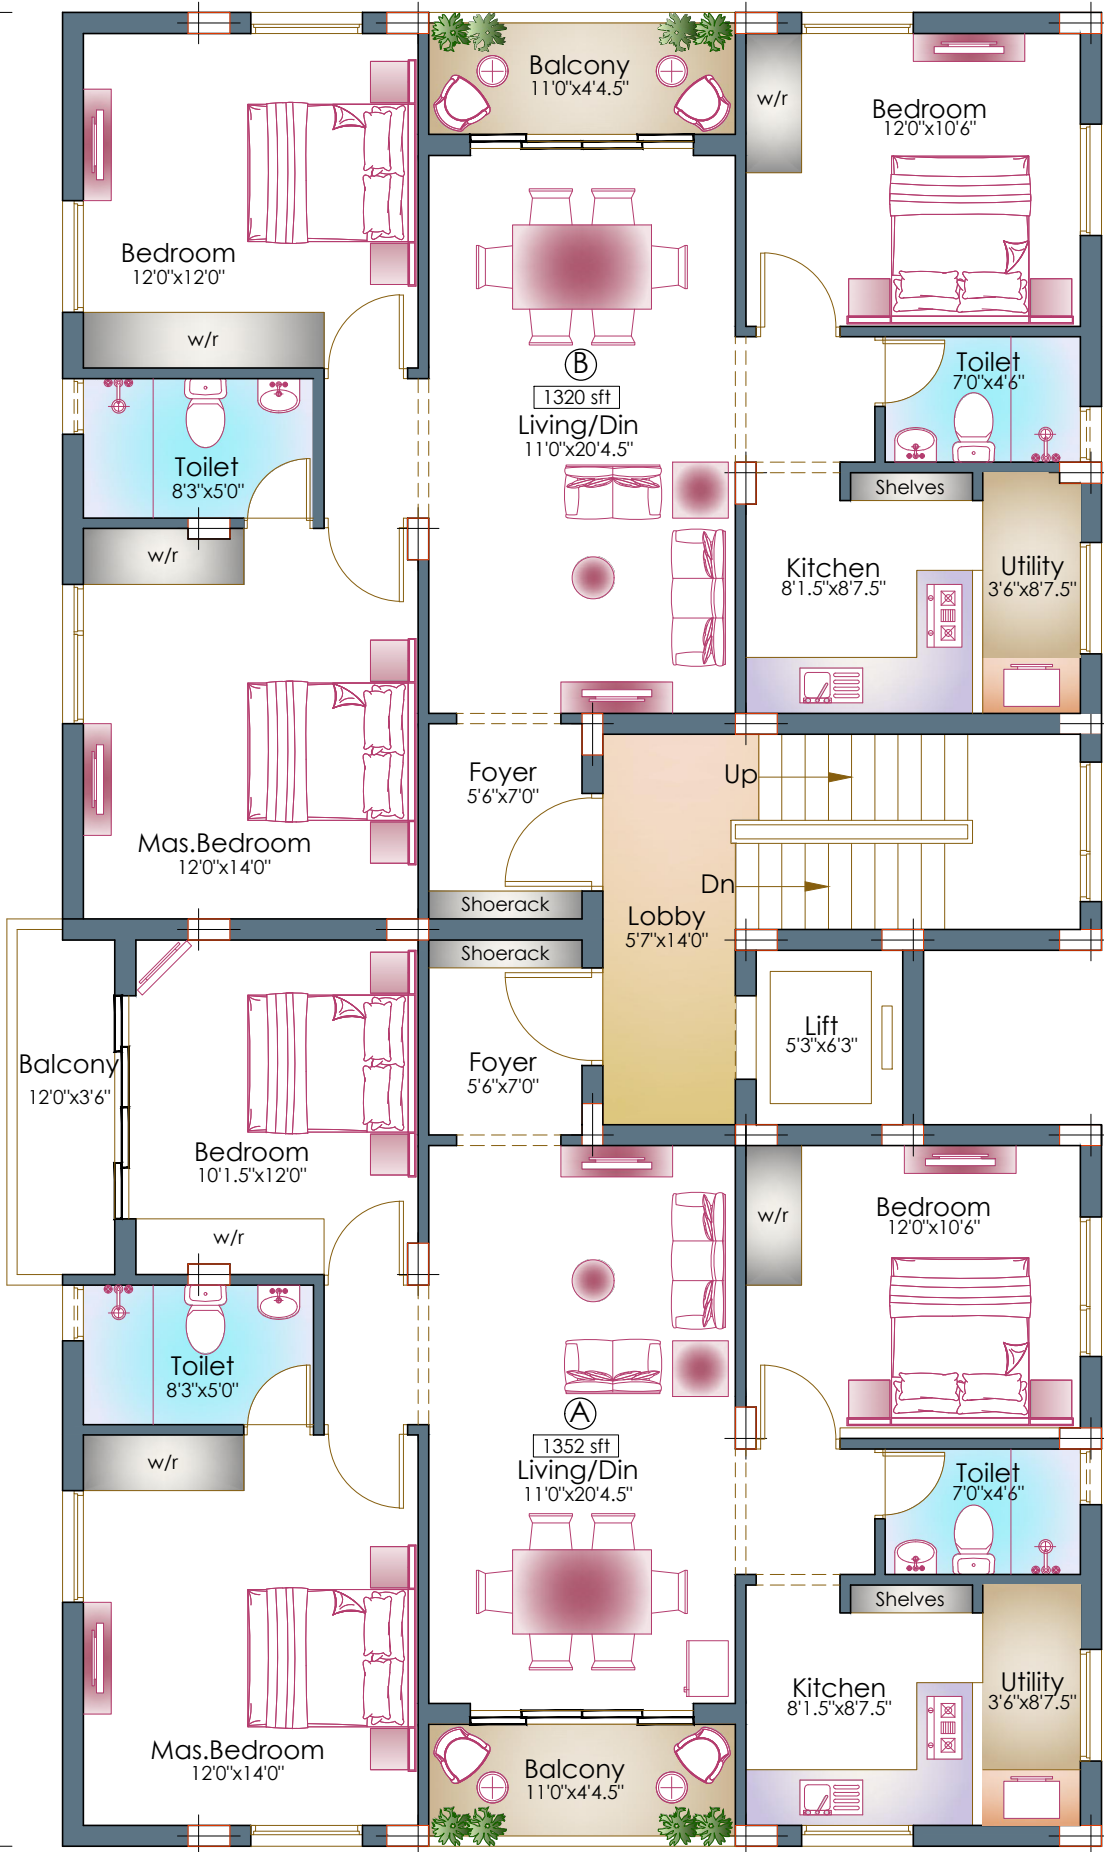 Balcony
11'0"x4'4.5"
w/r
Bedroom
12'0"x10'6"
Bedroom
12'0"x12'0"
w/r
B
1320 sft
Living/Din
11'0"x20'4.5"
Toilet
7'0"x4'6"
Toilet
8'3"x5'0"
Shelves
w/r
Kitchen
8'1.5"x8'7.5"
Utility
3'6"x8'7.5"
Mas.Bedroom
12'0"x14'0"
Foyer
5'6"x7'0"
Up
Dn
Shoerack
Lobby
5'7"x14'0"
Shoerack
Lift
5'3"x6'3"
Foyer
5'6"x7'0"
Balcony
12'0"x3'6"
Bedroom
10'1.5"x12'0"
w/r
w/r
Bedroom
12'0"x10'6"
Toilet
8'3"x5'0"
A
1352 sft
Living/Din
11'0"x20'4.5"
w/r
Toilet
7'0"x4'6"
Shelves
Kitchen
8'1.5"x8'7.5"
Utility
3'6"x8'7.5"
Mas.Bedroom
12'0"x14'0"
Balcony
11'0"x4'4.5"